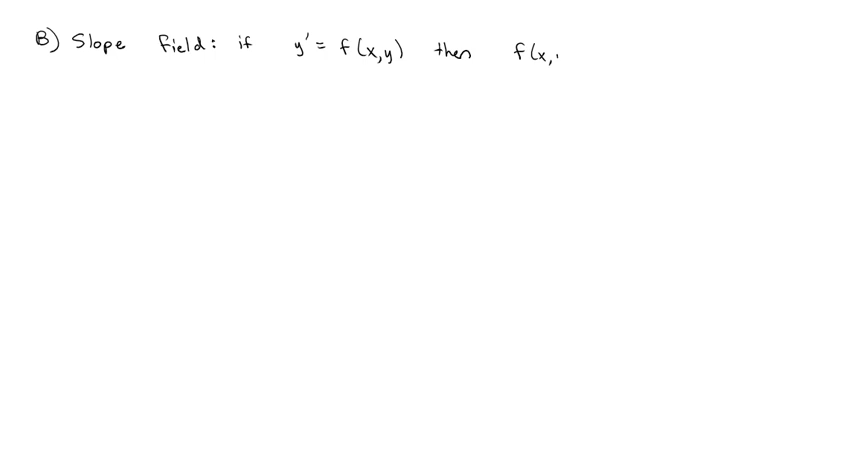 B) Slope field: if y' = f(x,y) then f(x,